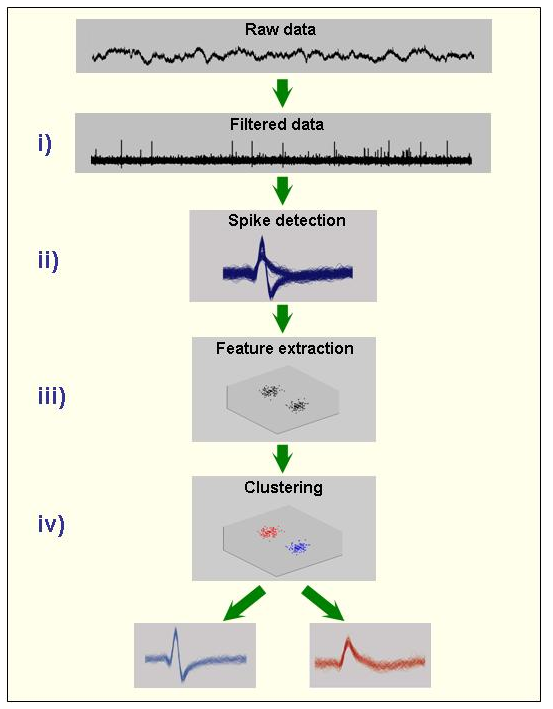 Raw data
i)
Filtered data
Spike detection
ii)
Feature extraction
iii)
Clustering
iv)